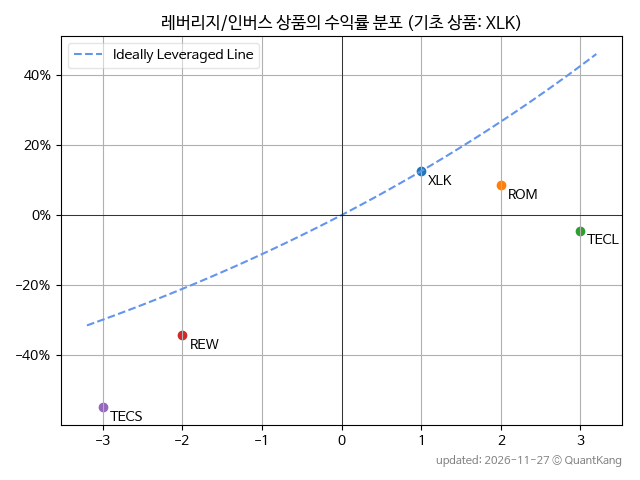 레버리지/인버스 상품의 수익률 분포 (기초 상품: XLK)
Ideally Leveraged Line
40%
20%
0%
−20%
−40%
XLK
ROM
TECL
REW
TECS
−3 −2 −1 0 1 2 3
updated: 2026-11-27 © QuantKang